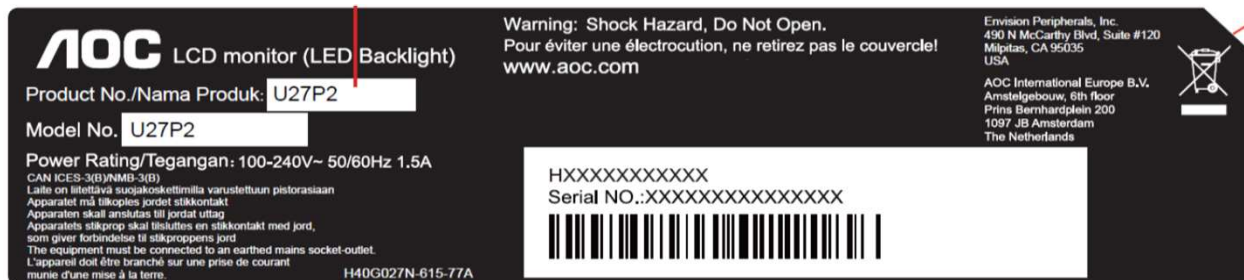 AOC LCD monitor (LED Backlight)
Product No./Nama Produk: U27P2
Model No. U27P2
Power Rating/Tegangan: 100-240V~ 50/60Hz 1.5A
CAN ICES-3(B)/NMB-3(B)
Laite on liitettävä suojakoskettimilla varustettuun pistorasiaan
Apparatet må tilkoples jordet stikkontakt
Apparaten skall anslutas till jordat uttag
Apparatets stikprop skal tilsluttes en stikkontakt med jord,
som giver forbindelse til stikproppens jord
The equipment must be connected to an earthed mains socket-outlet.
L'appareil doit être branché sur une prise de courant
munie d'une mise à la terre.
H40G027N-615-77A
Warning: Shock Hazard, Do Not Open.
Pour éviter une électrocution, ne retirez pas le couvercle!
www.aoc.com
HXXXXXXXXXXX
Serial NO.:XXXXXXXXXXXXXXX
Envision Peripherals, Inc.
490 N McCarthy Blvd, Suite #120
Milpitas, CA 95035
USA
AOC International Europe B.V.
Amstelgebouw, 6th floor
Prins Bernhardplein 200
1097 JB Amsterdam
The Netherlands